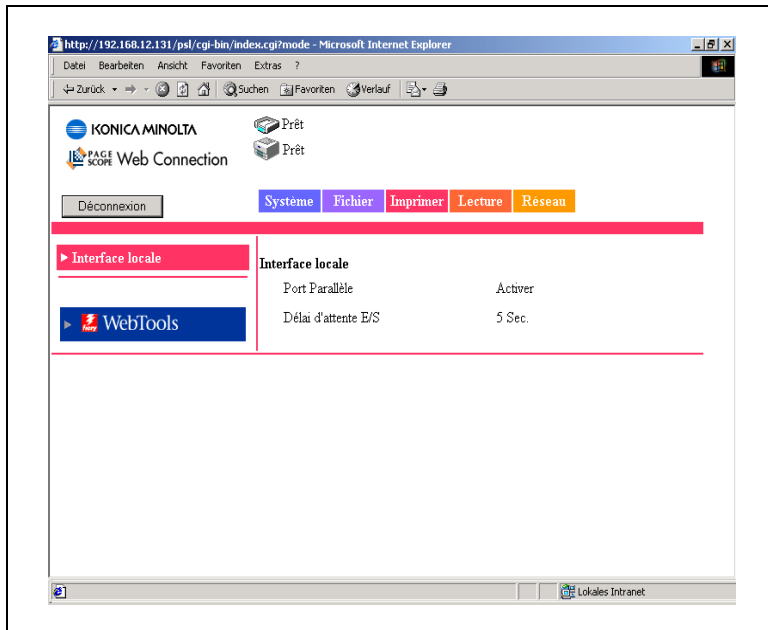 http://192.168.12.131/psl/cgi-bin/index.cgi?mode - Microsoft Internet Explorer
Datei Bearbeiten Ansicht Favoriten Extras ?
Zurück Suchen Favoriten Verlauf
KONICA MINOLTA
Prêt
PAGE SCOPE Web Connection
Prêt
Déconnexion
Système Fichier Imprimer Lecture Réseau
Interface locale
Interface locale
Port Parallèle Activer
fiery WebTools
Délai d'attente E/S 5 Sec.
Lokales Intranet